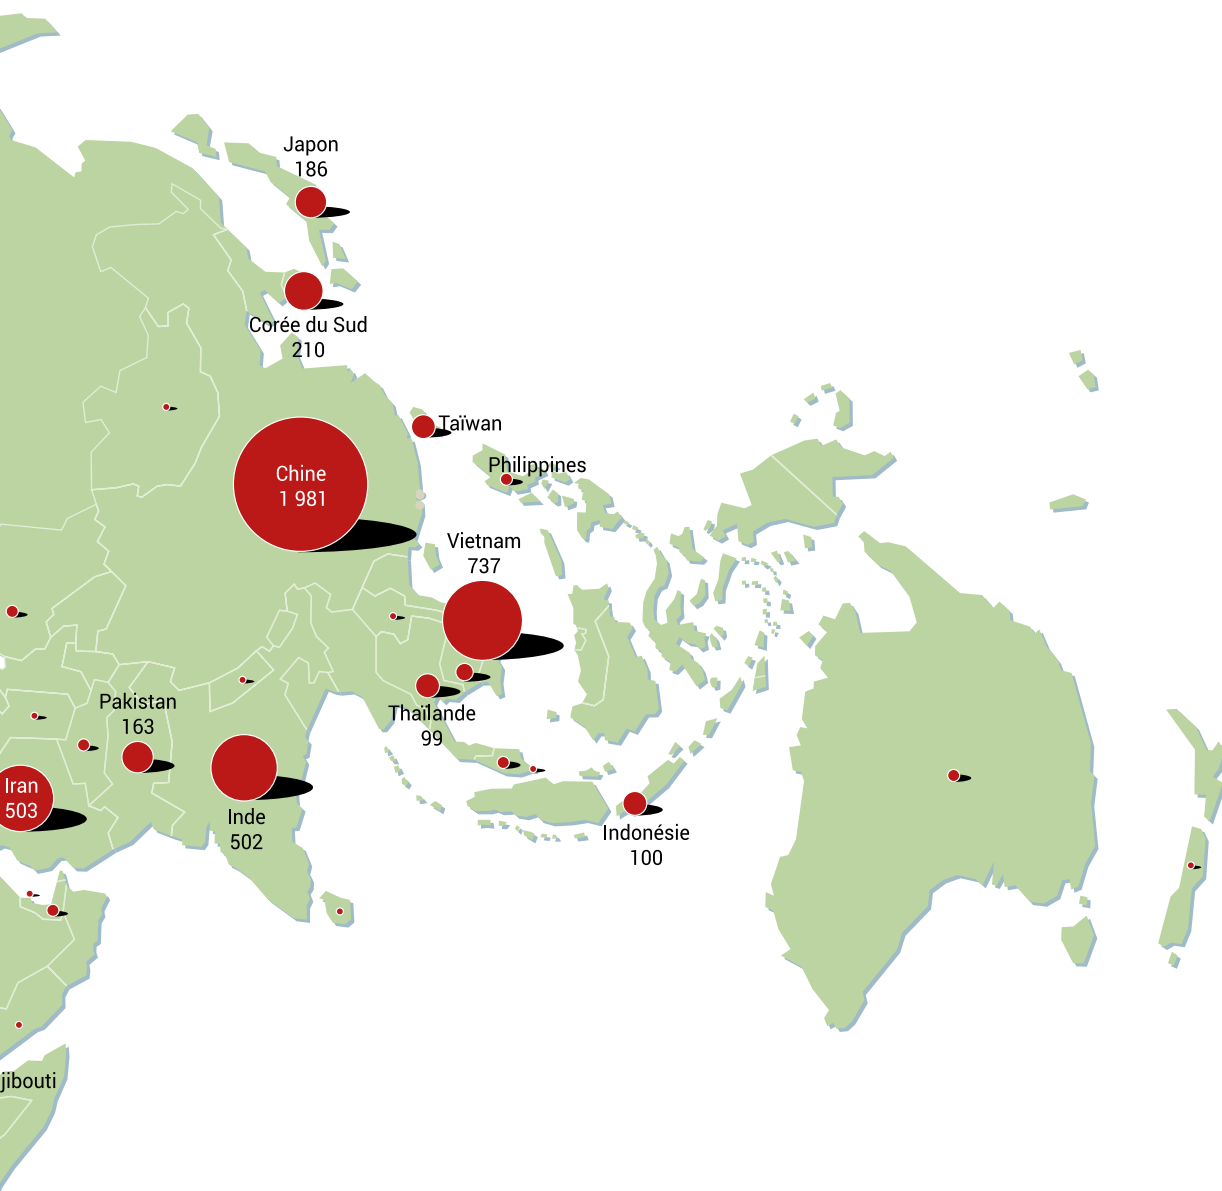 Japon
186
Corée du Sud
210
Taïwan
Philippines
Chine
1 981
Vietnam
737
Pakistan
163
Thaïlande
99
Iran
503
Inde
502
Indonésie
100
jibouti